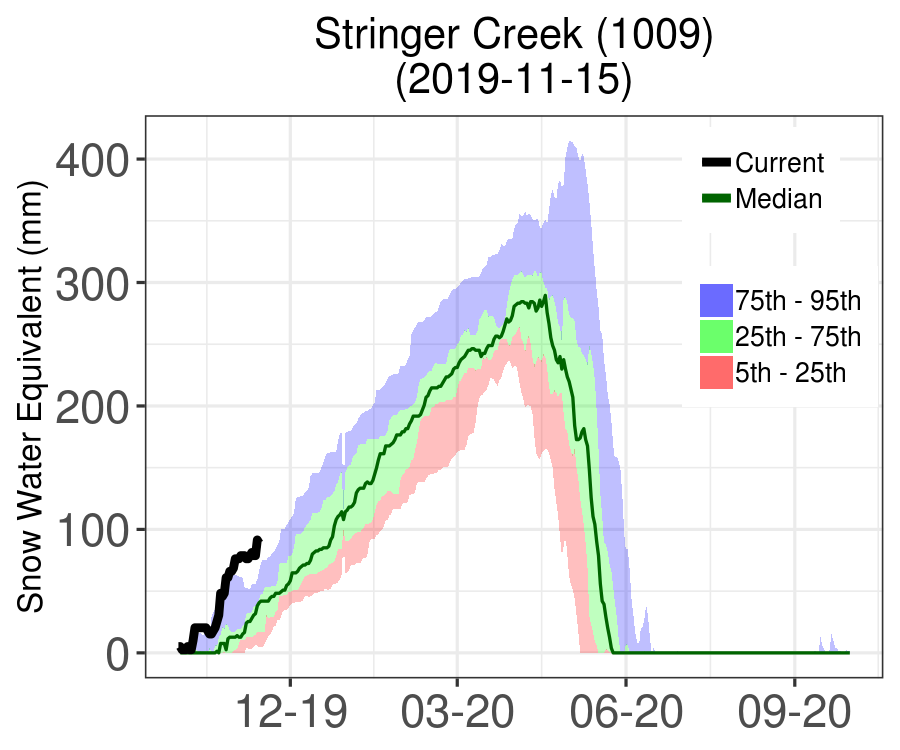 Stringer Creek (1009)
(2019-11-15)
Snow Water Equivalent (mm)
400
300
200
100
0
12-19
03-20
06-20
09-20
Current
Median
75th - 95th
25th - 75th
5th - 25th